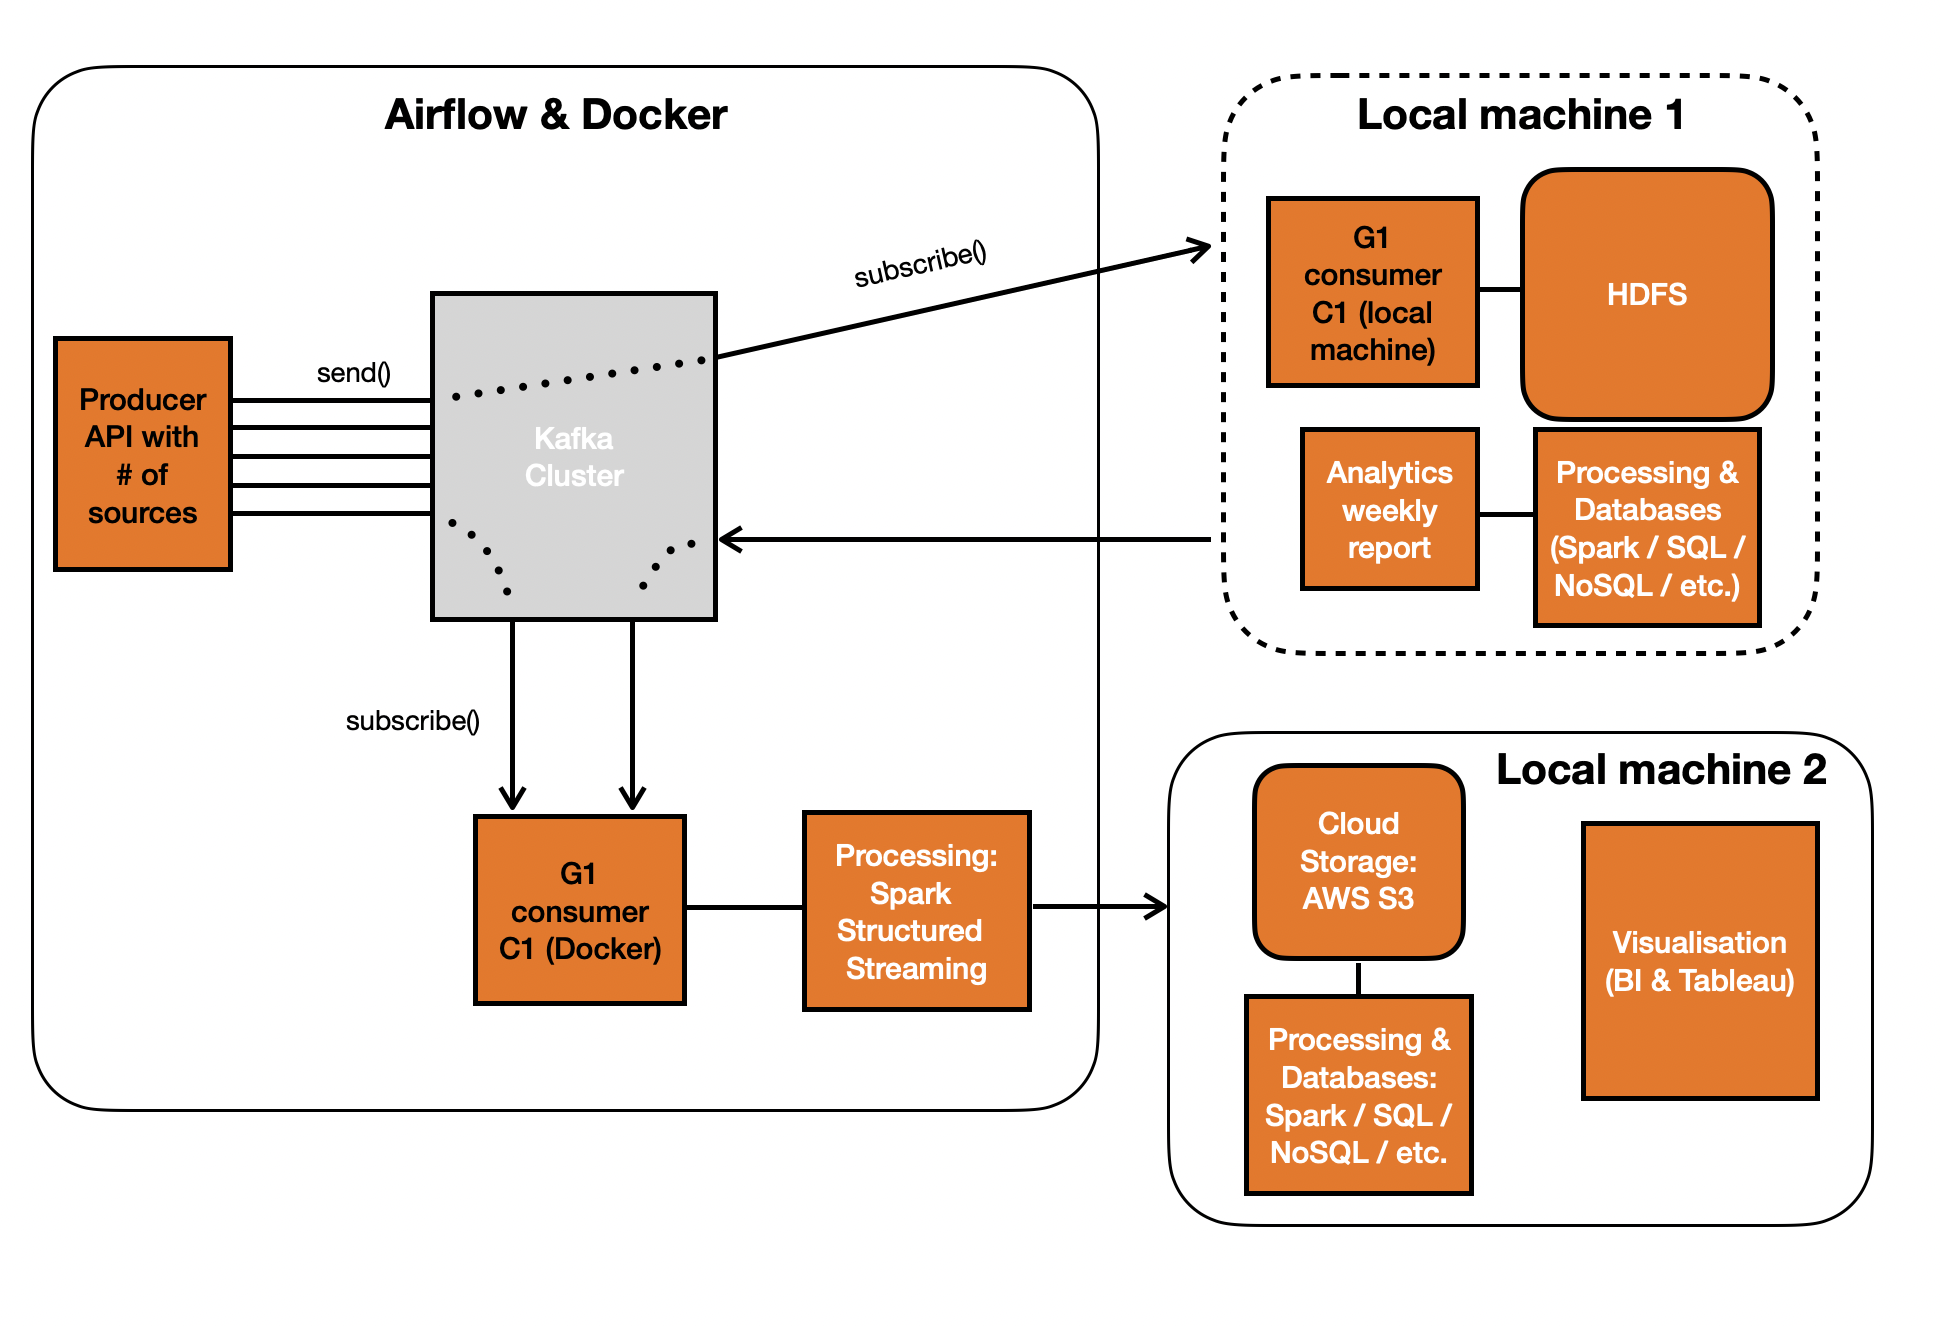 Airflow & Docker
Local machine 1
subscribe()
G1
consumer
C1 (local
machine)
HDFS
send()
Producer
API with
# of
sources
Kafka
Cluster
Analytics
weekly
report
Processing &
Databases
(Spark / SQL /
NoSQL / etc.)
subscribe()
Local machine 2
G1
consumer
C1 (Docker)
Processing:
Spark
Structured
Streaming
Cloud
Storage:
AWS S3
Visualisation
(BI & Tableau)
Processing &
Databases:
Spark / SQL /
NoSQL / etc.